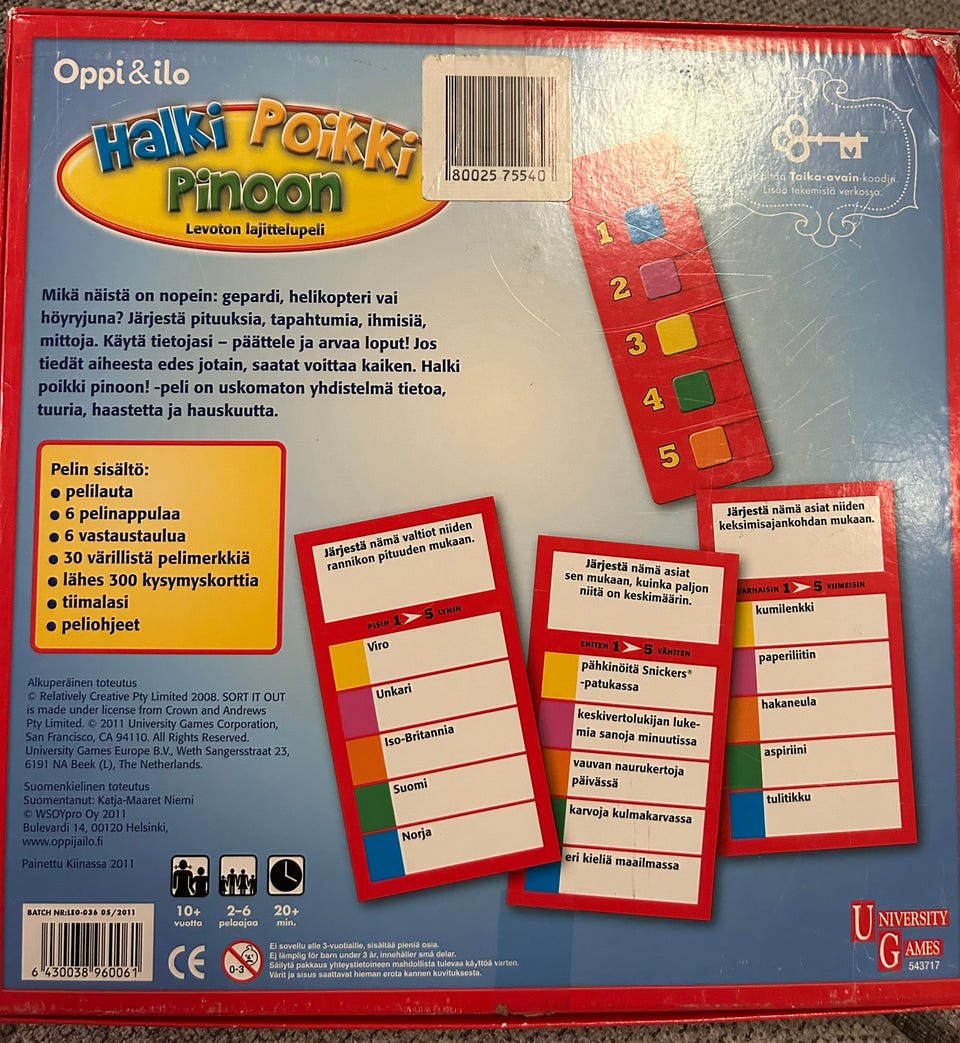 Oppi&ilo
Halki Poikki
Pinoon
Levoton lajittelupeli
80025 75540
Taika-avain-koodin
Lisää tekemistä verkossa.
1
2
3
4
5
Mikä näistä on nopein: gepardi, helikopteri vai
höyryjuna? Järjestä pituuksia, tapahtumia, ihmisiä,
mittoja. Käytä tietojasi – päättele ja arvaa loput! Jos
tiedät aiheesta edes jotain, saatat voittaa kaiken. Halki
poikki pinoon! -peli on uskomaton yhdistelmä tietoa,
tuuria, haastetta ja hauskuutta.
Pelin sisältö:
● pelilauta
● 6 pelinappulaa
● 6 vastaustaulua
● 30 värillistä pelimerkkiä
● lähes 300 kysymyskorttia
● tiimalasi
● peliohjeet
Järjestä nämä valtiot niiden
rannikon pituuden mukaan.
PISIN 1 > 5 LYHIN
Viro
Unkari
Iso-Britannia
Suomi
Norja
Järjestä nämä asiat
sen mukaan, kuinka paljon
niitä on keskimäärin.
ENITEN 1 > 5 VÄHITEN
pähkinöitä Snickers®
-patukassa
keskivertolukijan luke-
mia sanoja minuutissa
vauvan naurukertoja
päivässä
karvoja kulmakarvassa
eri kieliä maailmassa
Järjestä nämä asiat niiden
keksimisajankohdan mukaan.
VARHAISIN 1 > 5 VIIMEISIN
kumilenkki
paperiliitin
hakaneula
aspiriini
tulitikku
Alkuperäinen toteutus
© Relatively Creative Pty Limited 2008. SORT IT OUT
is made under license from Crown and Andrews
Pty Limited. © 2011 University Games Corporation,
San Francisco, CA 94110. All Rights Reserved.
University Games Europe B.V., Weth Sangersstraat 23,
6191 NA Beek (L), The Netherlands.
Suomenkielinen toteutus
Suomentanut: Katja-Maaret Niemi
© WSOYpro Oy 2011
Bulevardi 14, 00120 Helsinki,
www.oppijailo.fi
Painettu Kiinassa 2011
10+
vuotta
2–6
pelaajaa
20+
min.
BATCH NR:LEO-036 05/2011
6 430038 960061
CE
0-3
Ei sovellu alle 3-vuotiaille, sisältää pieniä osia.
Ej lämplig för barn under 3 år, innehåller små delar.
Säilytä pakkaus yhteystietoineen mahdollista tulevaa käyttöä varten.
Värit ja sisus saattavat hieman erota kannen kuvituksesta.
UNIVERSITY
GAMES
543717